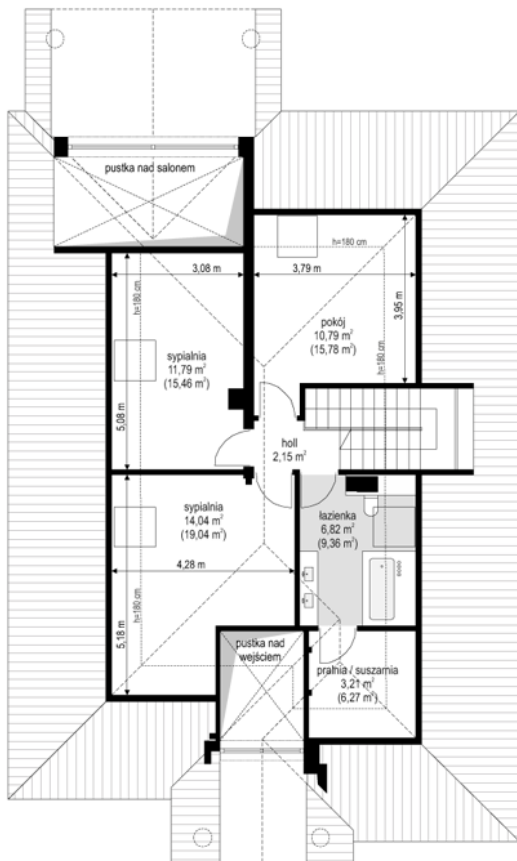 pustka nad salonem
h=180 cm
3,08 m
3,79 m
h=180 cm
3,95 m
pokój
10,79 m²
(15,78 m²)
h=180 cm
sypialnia
11,79 m²
(15,46 m²)
5,08 m
holl
2,15 m²
sypialnia
14,04 m²
(19,04 m²)
łazienka
6,82 m²
(9,36 m²)
4,28 m
h=180 cm
5,18 m
pustka nad
wejściem
pralnia / suszarnia
3,21 m²
(6,27 m²)